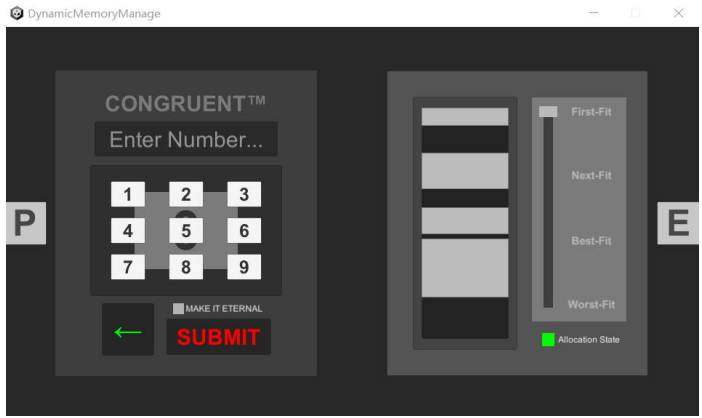 DynamicMemoryManage
P
CONGRUENT™
Enter Number...
1 2 3
4 5 6
7 8 9
MAKE IT ETERNAL
←
SUBMIT
First-Fit
Next-Fit
Best-Fit
Worst-Fit
Allocation State
E